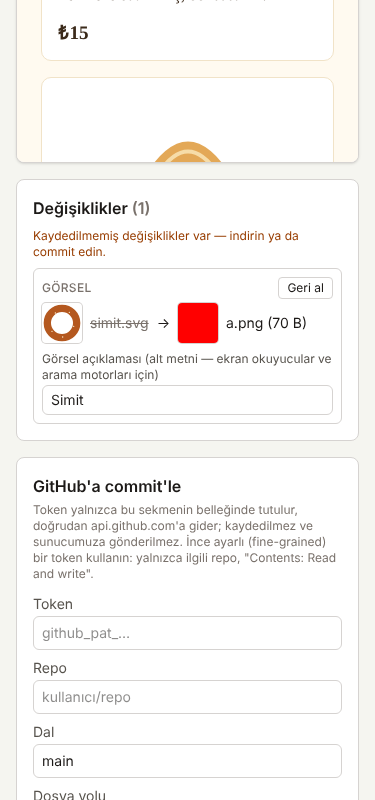 ₺15
Değişiklikler (1)
Kaydedilmemiş değişiklikler var — indirin ya da
commit edin.
GÖRSEL
Geri al
simit.svg → a.png (70 B)
Görsel açıklaması (alt metni — ekran okuyucular ve
arama motorları için)
Simit
GitHub'a commit'le
Token yalnızca bu sekmenin belleğinde tutulur,
doğrudan api.github.com'a gider; kaydedilmez ve
sunucumuza gönderilmez. İnce ayarlı (fine-grained)
bir token kullanın: yalnızca ilgili repo, "Contents: Read
and write".
Token
github_pat_...
Repo
kullanıcı/repo
Dal
main
Dosya yolu